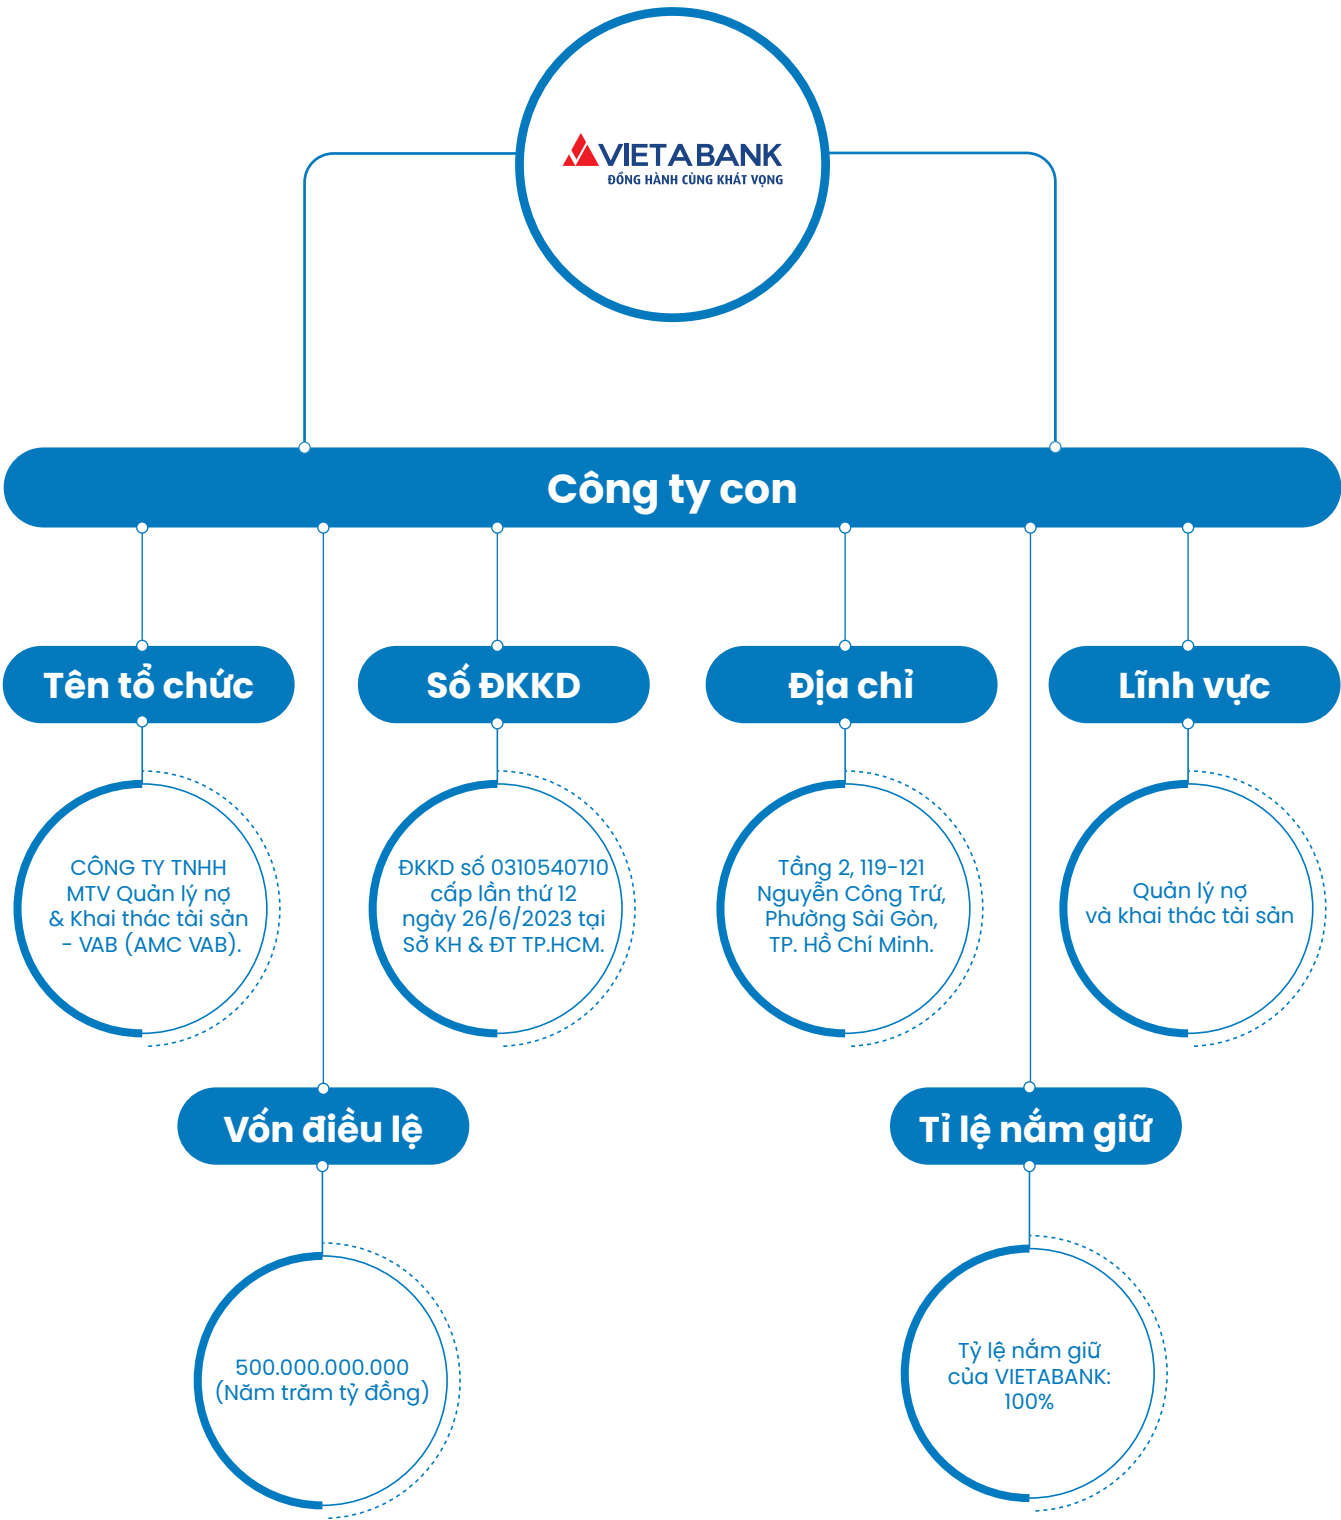 VIETABANK
ĐỒNG HÀNH CÙNG KHÁT VỌNG
Công ty con
Tên tổ chức
CÔNG TY TNHH
MTV Quản lý nợ
& Khai thác tài sản
- VAB (AMC VAB).
Số ĐKKD
ĐKKD số 0310540710
cấp lần thứ 12
ngày 26/6/2023 tại
Sở KH & ĐT TP.HCM.
Địa chỉ
Tầng 2, 119-121
Nguyễn Công Trứ,
Phường Sài Gòn,
TP. Hồ Chí Minh.
Lĩnh vực
Quản lý nợ
và khai thác tài sản
Vốn điều lệ
500.000.000.000
(Năm trăm tỷ đồng)
Tỉ lệ nắm giữ
Tỷ lệ nắm giữ
của VIETABANK:
100%